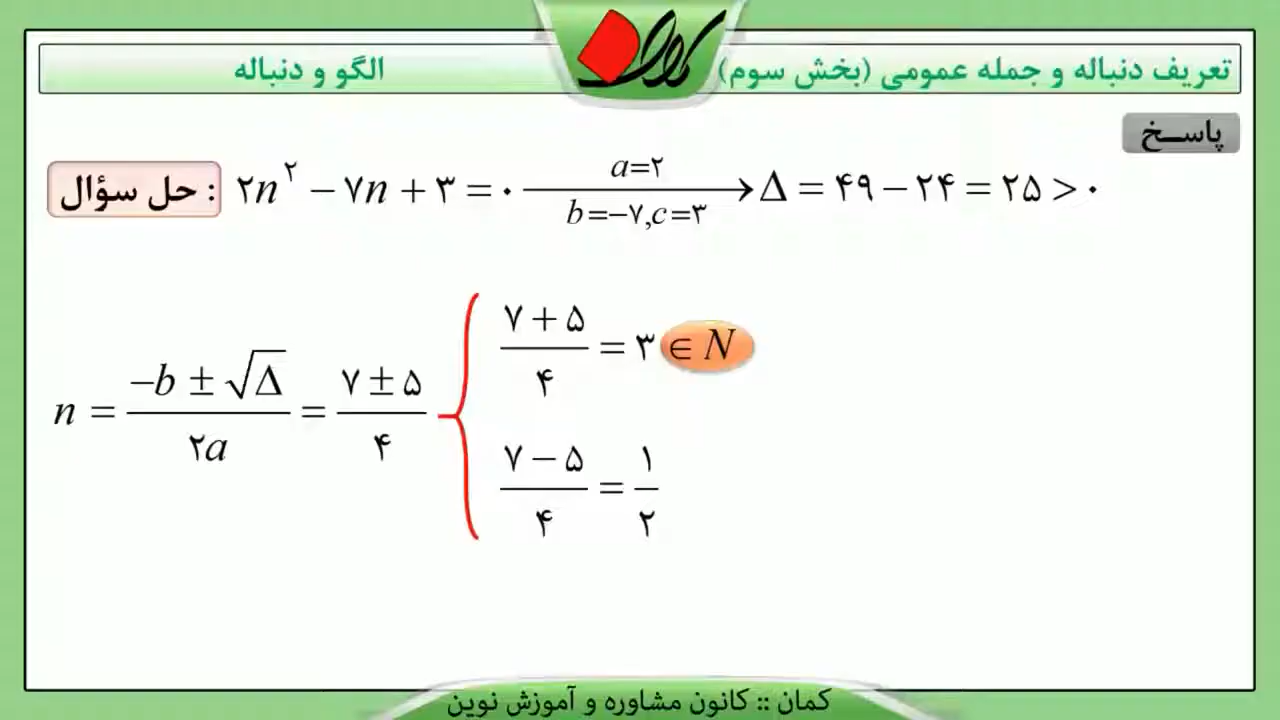 تعریف دنباله و جمله عمومی (بخش سوم) الگو و دنباله
پاسـخ
حل سؤال : ۲n² − ۷n + ۳ = ۰ a=۲ b=−۷,c=۳ → Δ = ۴۹ − ۲۴ = ۲۵ > ۰
n = (−b ± √Δ)/۲a = (۷ ± ۵)/۴
(۷ + ۵)/۴ = ۳ ∈ N
(۷ − ۵)/۴ = ۱/۲
کمان :: کانون مشاوره و آموزش نوین